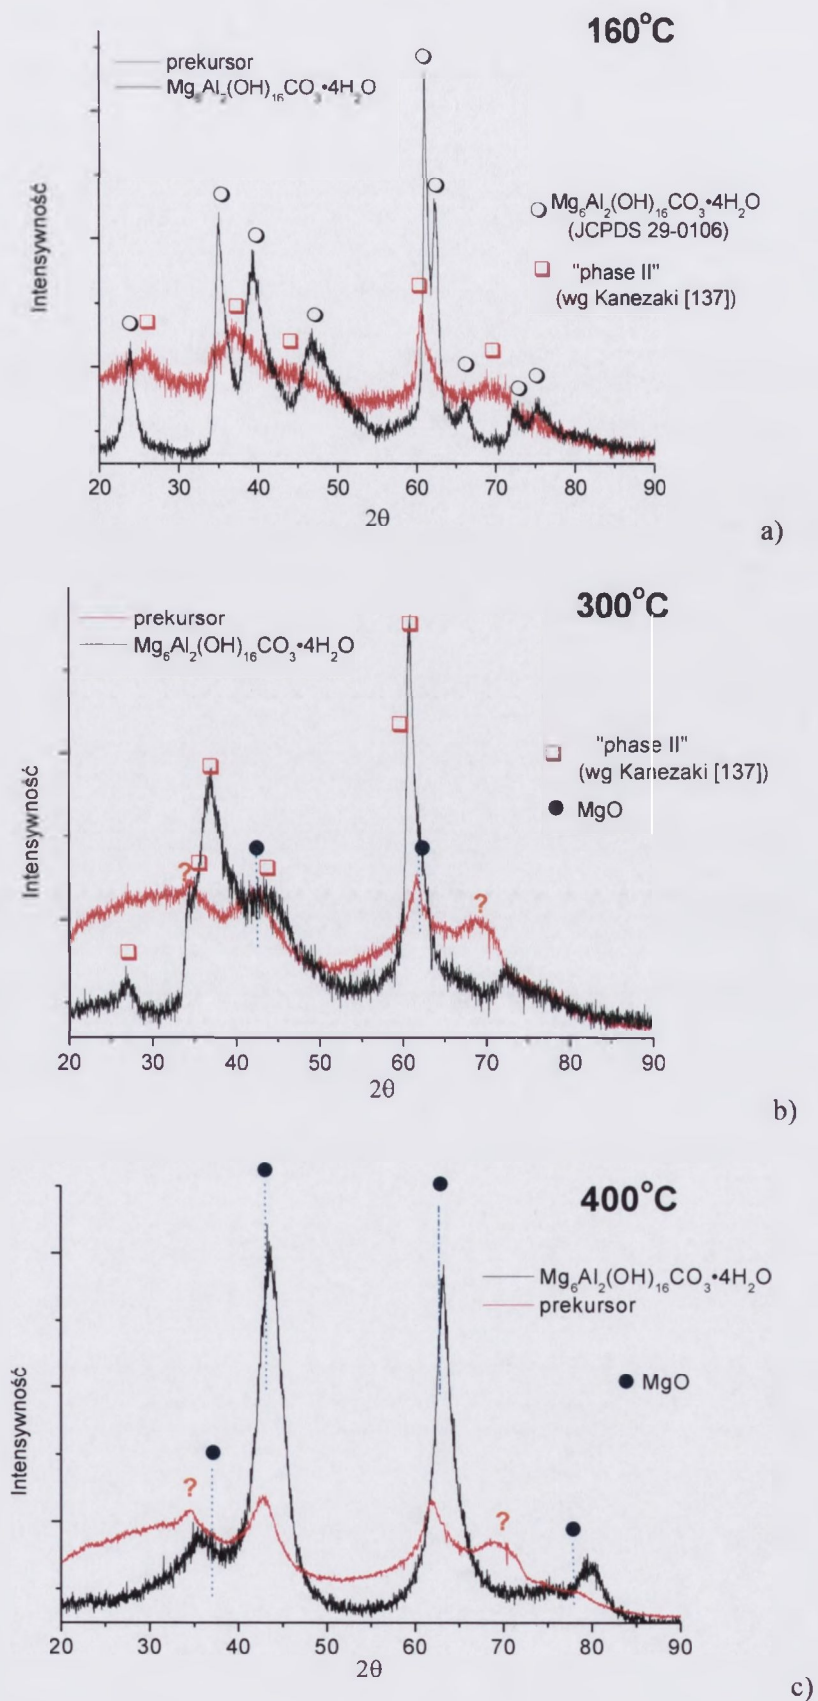 160°C
prekursor
Mg₆Al₂(OH)₁₆CO₃•4H₂O
Mg₆Al₂(OH)₁₆CO₃•4H₂O
(JCPDS 29-0106)
"phase II"
(wg Kanezaki [137])
Intensywność
20 30 40 50 60 70 80 90
2θ
a)
300°C
prekursor
Mg₆Al₂(OH)₁₆CO₃•4H₂O
"phase II"
(wg Kanezaki [137])
MgO
? ?
Intensywność
20 30 40 50 60 70 80 90
2θ
b)
400°C
Mg₆Al₂(OH)₁₆CO₃•4H₂O
prekursor
MgO
? ?
Intensywność
20 30 40 50 60 70 80 90
2θ
c)